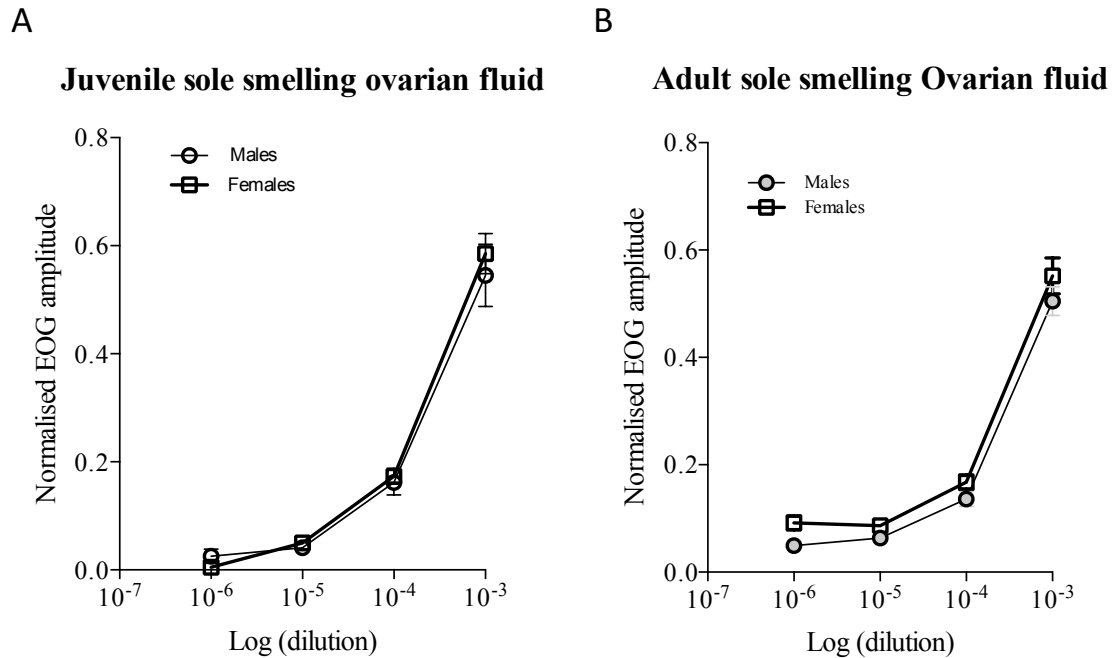 A
Juvenile sole smelling ovarian fluid
Normalised EOG amplitude
0.8
0.6
0.4
0.2
0.0
Males
Females
10⁻⁷ 10⁻⁶ 10⁻⁵ 10⁻⁴ 10⁻³
Log (dilution)
B
Adult sole smelling Ovarian fluid
Normalised EOG amplitude
0.8
0.6
0.4
0.2
0.0
Males
Females
10⁻⁷ 10⁻⁶ 10⁻⁵ 10⁻⁴ 10⁻³
Log (dilution)